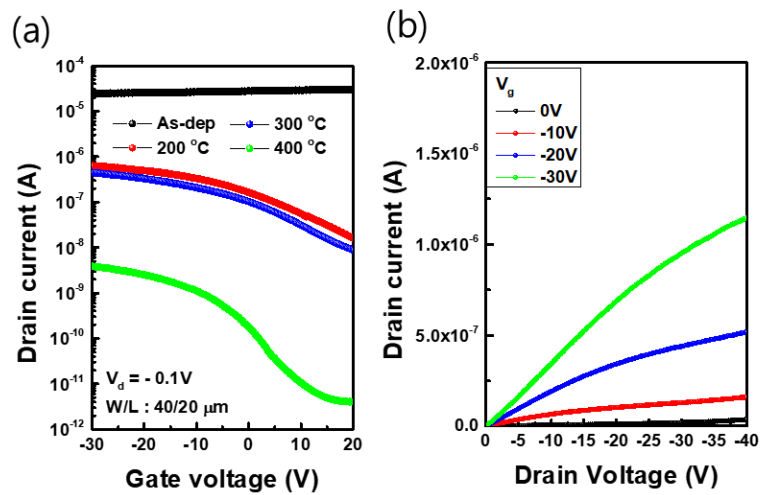 (a)
10⁻⁴
10⁻⁵
10⁻⁶
10⁻⁷
10⁻⁸
10⁻⁹
10⁻¹⁰
10⁻¹¹
10⁻¹²
Drain current (A)
As-dep
300 °C
200 °C
400 °C
V_d = - 0.1V
W/L : 40/20 μm
-30
-20
-10
0
10
20
Gate voltage (V)
(b)
2.0x10⁻⁶
1.5x10⁻⁶
1.0x10⁻⁶
5.0x10⁻⁷
0.0
Drain current (A)
V_g
0V
-10V
-20V
-30V
0
-5
-10
-15
-20
-25
-30
-35
-40
Drain Voltage (V)